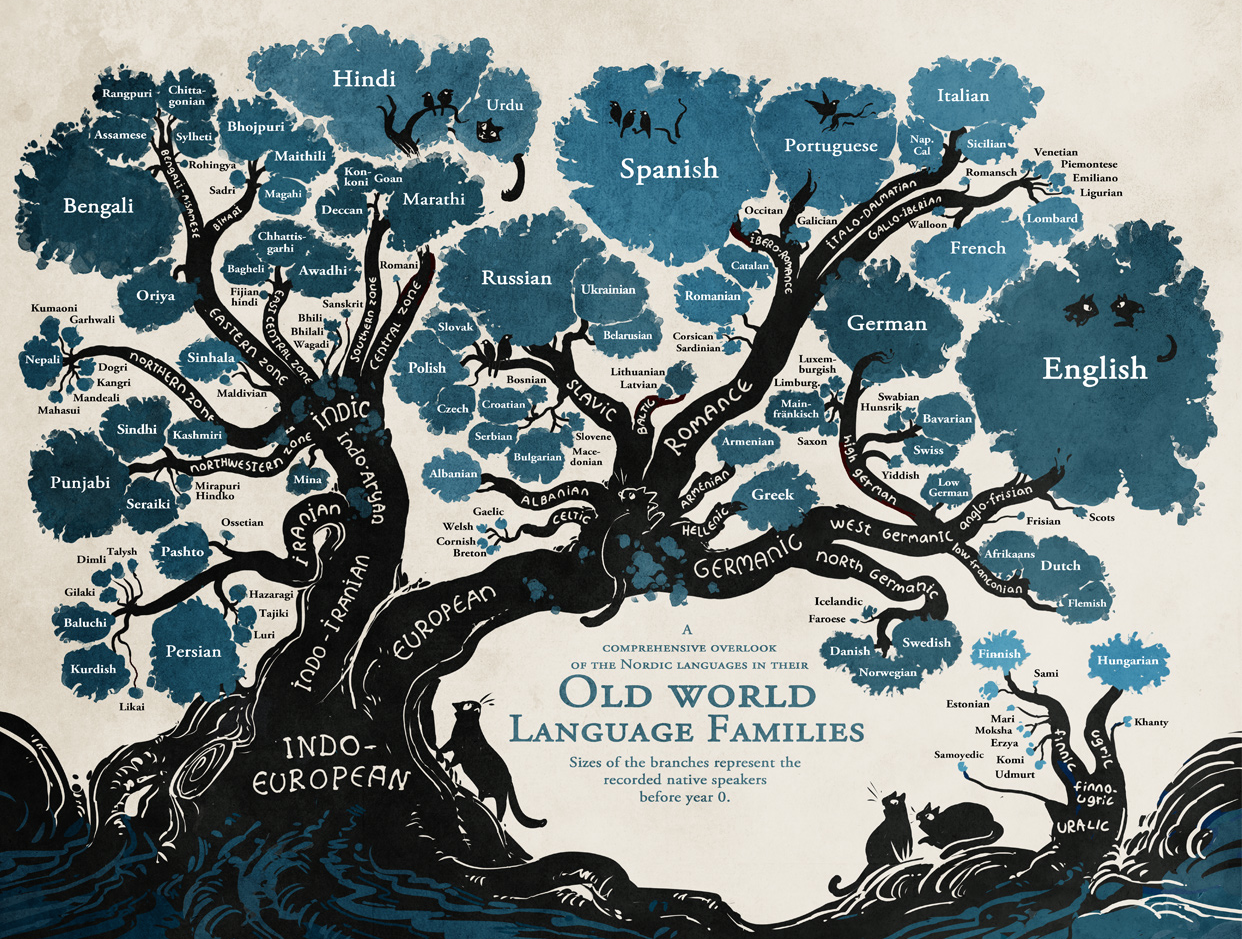 Rangpuri
Chitta-
gonian
Assamese
Sylheti
Bengali
BENGALI-ASSAMESE
Rohingya
Bhojpuri
Maithili
Sadri
Magahi
BIHARI
Hindi
Urdu
Kon-
koni
Goan
Deccan
Marathi
Chhattis-
garhi
Bagheli
Awadhi
Fijian
hindi
Oriya
EASTERN ZONE
EAST CENTRAL ZONE
Sanskrit
Bhili
Bhilali
Wagadi
Romani
SOUTHERN ZONE
CENTRAL ZONE
Kumaoni
Garhwali
Nepali
Dogri
Kangri
Mandeali
Mahasui
NORTHERN ZONE
Sinhala
Maldivian
Sindhi
Kashmiri
Punjabi
NORTHWESTERN ZONE
Mirapuri
Hindko
Seraiki
Mina
INDIC
Indo-Aryan
Ossetian
Pashto
IRANIAN
Dimli
Talysh
Gilaki
Baluchi
Kurdish
Likai
Persian
Hazaragi
Tajiki
Luri
INDO-IRANIAN
EUROPEAN
INDO-
EUROPEAN
Russian
Ukrainian
Belarusian
Slovak
Polish
Czech
Bosnian
Croatian
Serbian
Bulgarian
Slovene
Mace-
donian
SLAVIC
Lithuanian
Latvian
BALTIC
Albanian
ALBANIAN
Gaelic
Welsh
Cornish
Breton
CELTIC
Spanish
Portuguese
Occitan
Galician
Catalan
IBERO-ROMANCE
Romanian
Corsican
Sardinian
ROMANCE
Italian
Nap.
Cal
Sicilian
ITALO-DALMATIAN
GALLO-IBERIAN
Romansch
Venetian
Piemontese
Emiliano
Ligurian
Lombard
Walloon
French
Armenian
ARMENIAN
Greek
HELLENIC
German
Luxem-
burgish
Limburg.
Main-
fränkisch
Saxon
Swabian
Hunsrik
Bavarian
Swiss
Yiddish
Low
German
high german
English
anglo-frisian
Frisian
Scots
GERMANIC
WEST GERMANIC
low franconian
Afrikaans
Dutch
Flemish
north Germanic
Icelandic
Faroese
Danish
Swedish
Norwegian
A
comprehensive overlook
of the Nordic languages in their
Old world
Language Families
Sizes of the branches represent the
recorded native speakers
before year 0.
Finnish
Sami
Estonian
Mari
Moksha
Erzya
Komi
Udmurt
Samoyedic
Hungarian
Khanty
finnic
ugric
finno-
ugric
URALIC